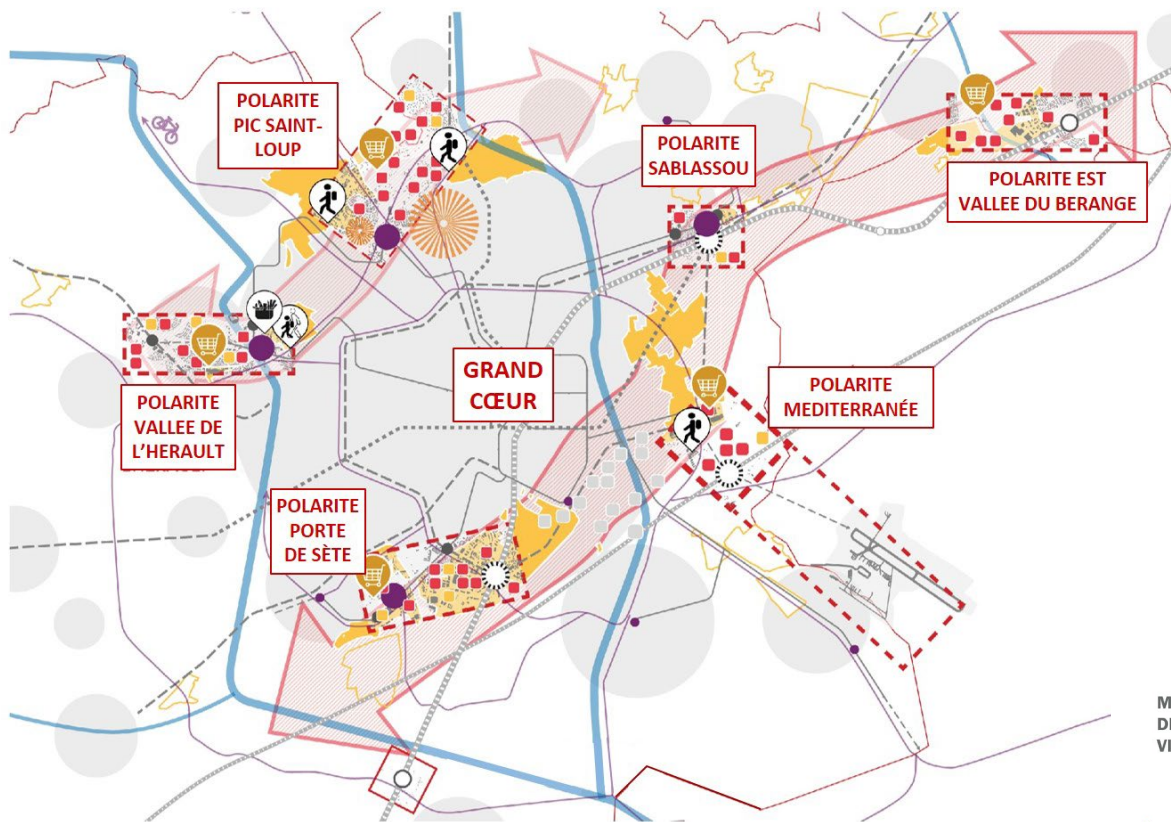 POLARITE
PIC SAINT-
LOUP
POLARITE
SABLASSOU
POLARITE EST
VALLEE DU BERANGE
GRAND
CŒUR
POLARITE
MEDITERRANÉE
POLARITE
VALLEE DE
L'HERAULT
POLARITE
PORTE
DE SÈTE